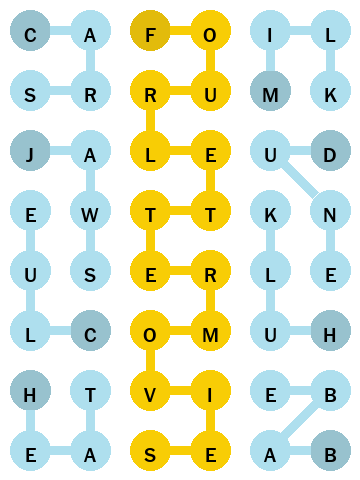 C A F O I L
S R R U M K
J A L E U D
E W T T K N
U S E R L E
L C O M U H
H T V I E B
E A S E A B